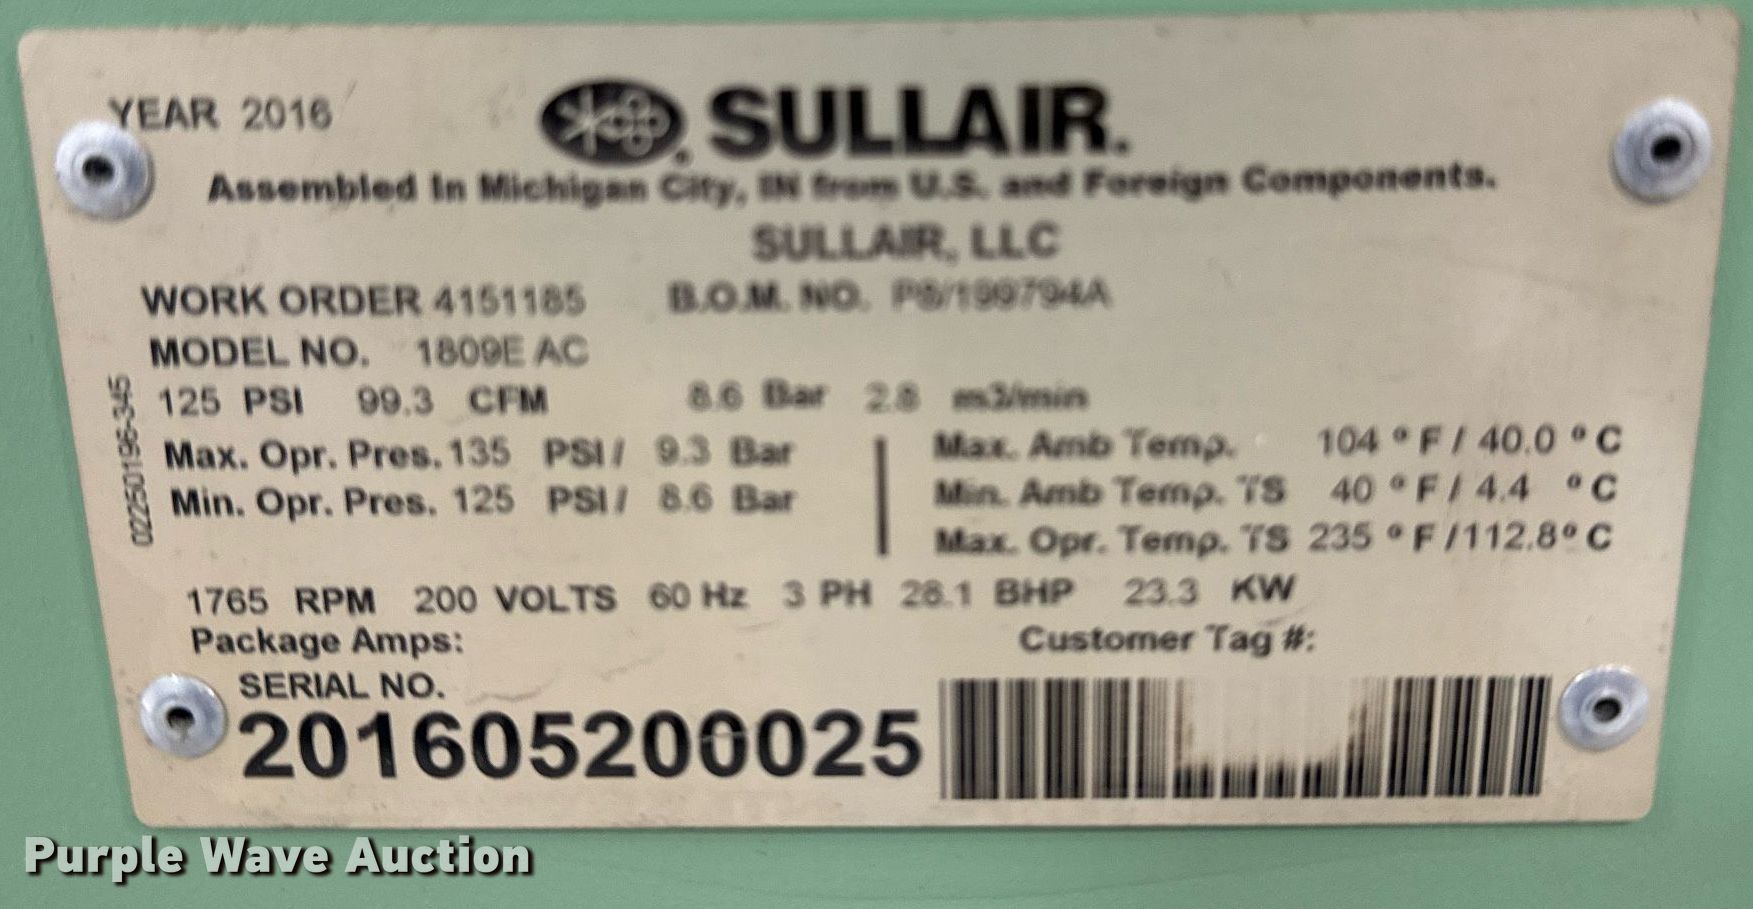 YEAR 2016
SULLAIR.
Assembled In Michigan City, IN from U.S. and Foreign Components.
SULLAIR, LLC
WORK ORDER 4151185 B.O.M. NO. PS/199794A
MODEL NO. 1809E AC
125 PSI 99.3 CFM 8.6 Bar 2.8 m3/min
Max. Opr. Pres. 135 PSI / 9.3 Bar
Min. Opr. Pres. 125 PSI / 8.6 Bar
Max. Amb Temp. 104 ° F / 40.0 ° C
Min. Amb Temp. TS 40 ° F / 4.4 ° C
Max. Opr. Temp. TS 235 ° F / 112.8° C
02250196-345
1765 RPM 200 VOLTS 60 Hz 3 PH 28.1 BHP 23.3 KW
Package Amps: Customer Tag #:
SERIAL NO.
201605200025
Purple Wave Auction